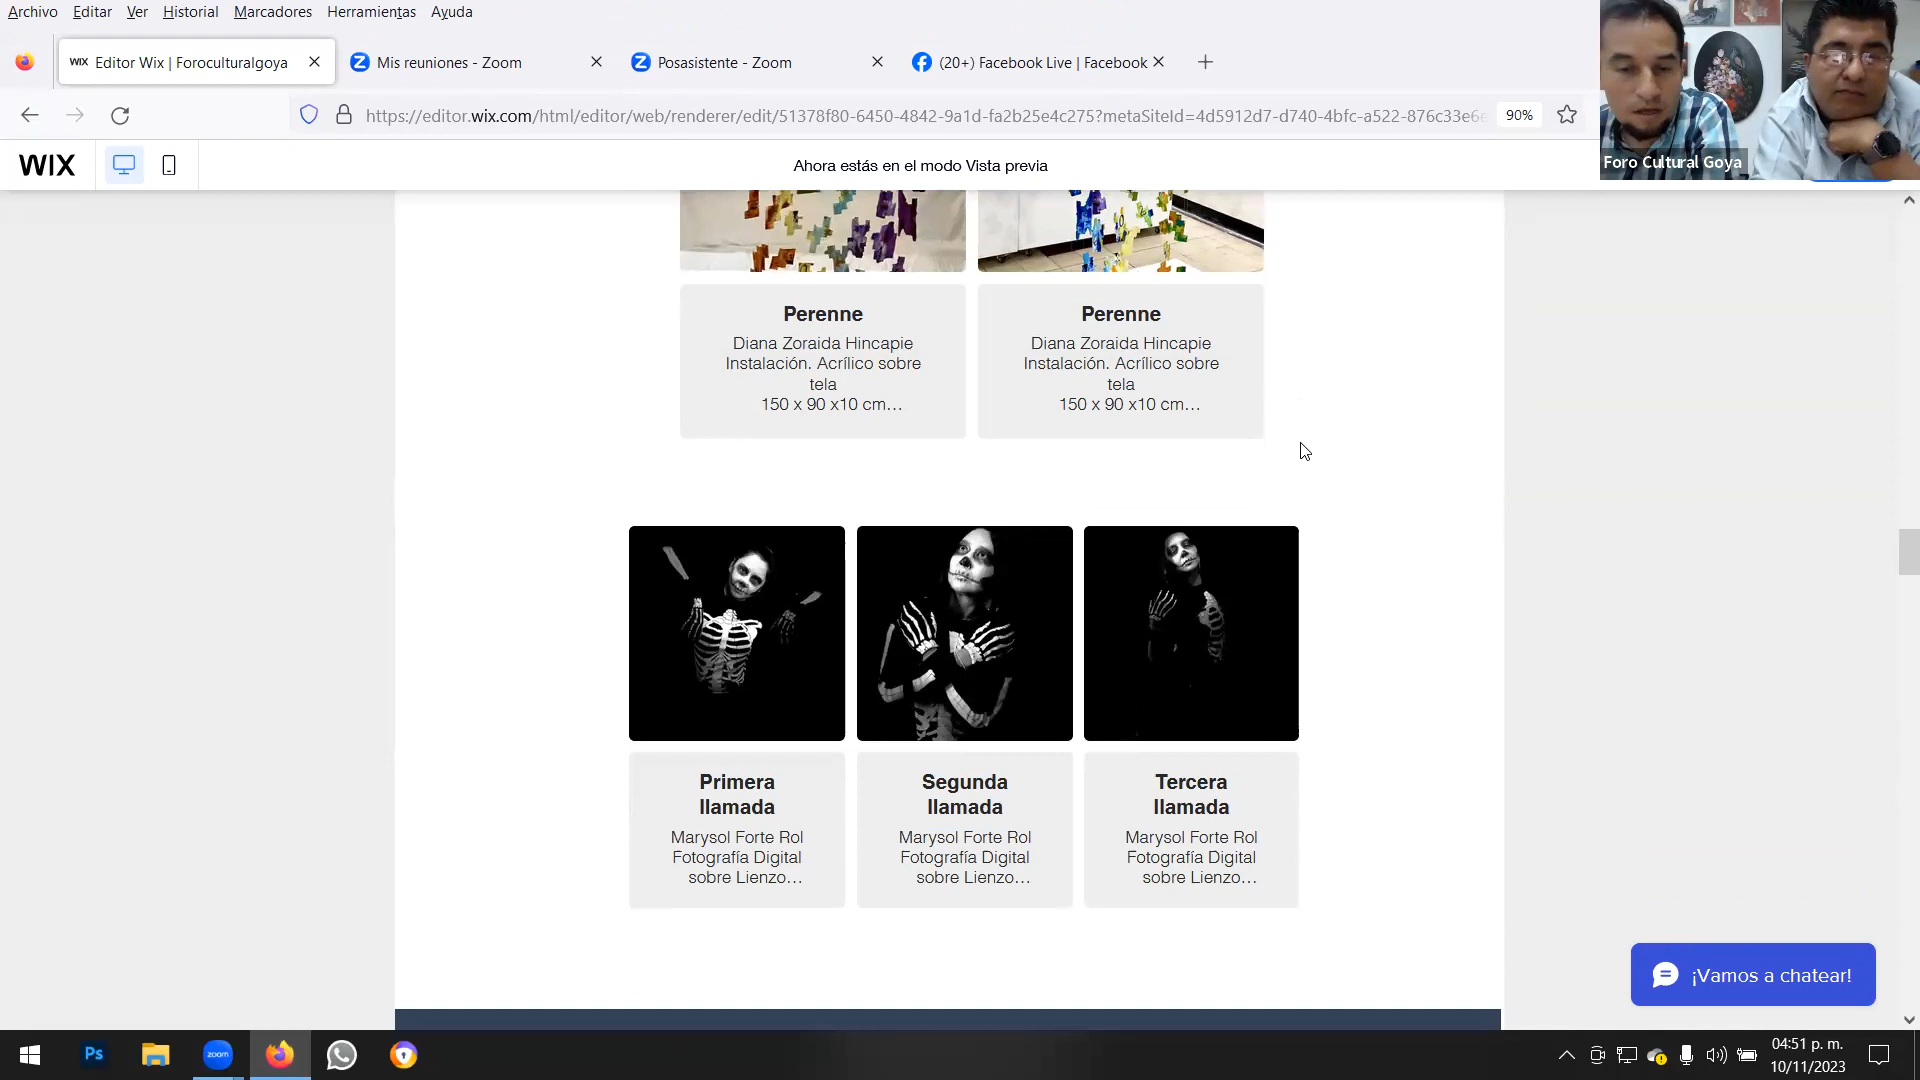 Archivo Editar Ver Historial Marcadores Herramientas Ayuda
WIX Editor Wix | Foroculturalgoya
Mis reuniones - Zoom
Posasistente - Zoom
(20+) Facebook Live | Facebook
https://editor.wix.com/html/editor/web/renderer/edit/51378f80-6450-4842-9a1d-fa2b25e4c275?metaSiteId=4d5912d7-d740-4bfc-a522-876c33e6
90%
WIX
Ahora estás en el modo Vista previa
Foro Cultural Goya
Perenne
Diana Zoraida Hincapie
Instalación. Acrílico sobre
tela
150 x 90 x10 cm...
Perenne
Diana Zoraida Hincapie
Instalación. Acrílico sobre
tela
150 x 90 x10 cm...
Primera
llamada
Marysol Forte Rol
Fotografía Digital
sobre Lienzo...
Segunda
llamada
Marysol Forte Rol
Fotografía Digital
sobre Lienzo...
Tercera
llamada
Marysol Forte Rol
Fotografía Digital
sobre Lienzo...
¡Vamos a chatear!
Ps
zoom
04:51 p. m.
10/11/2023